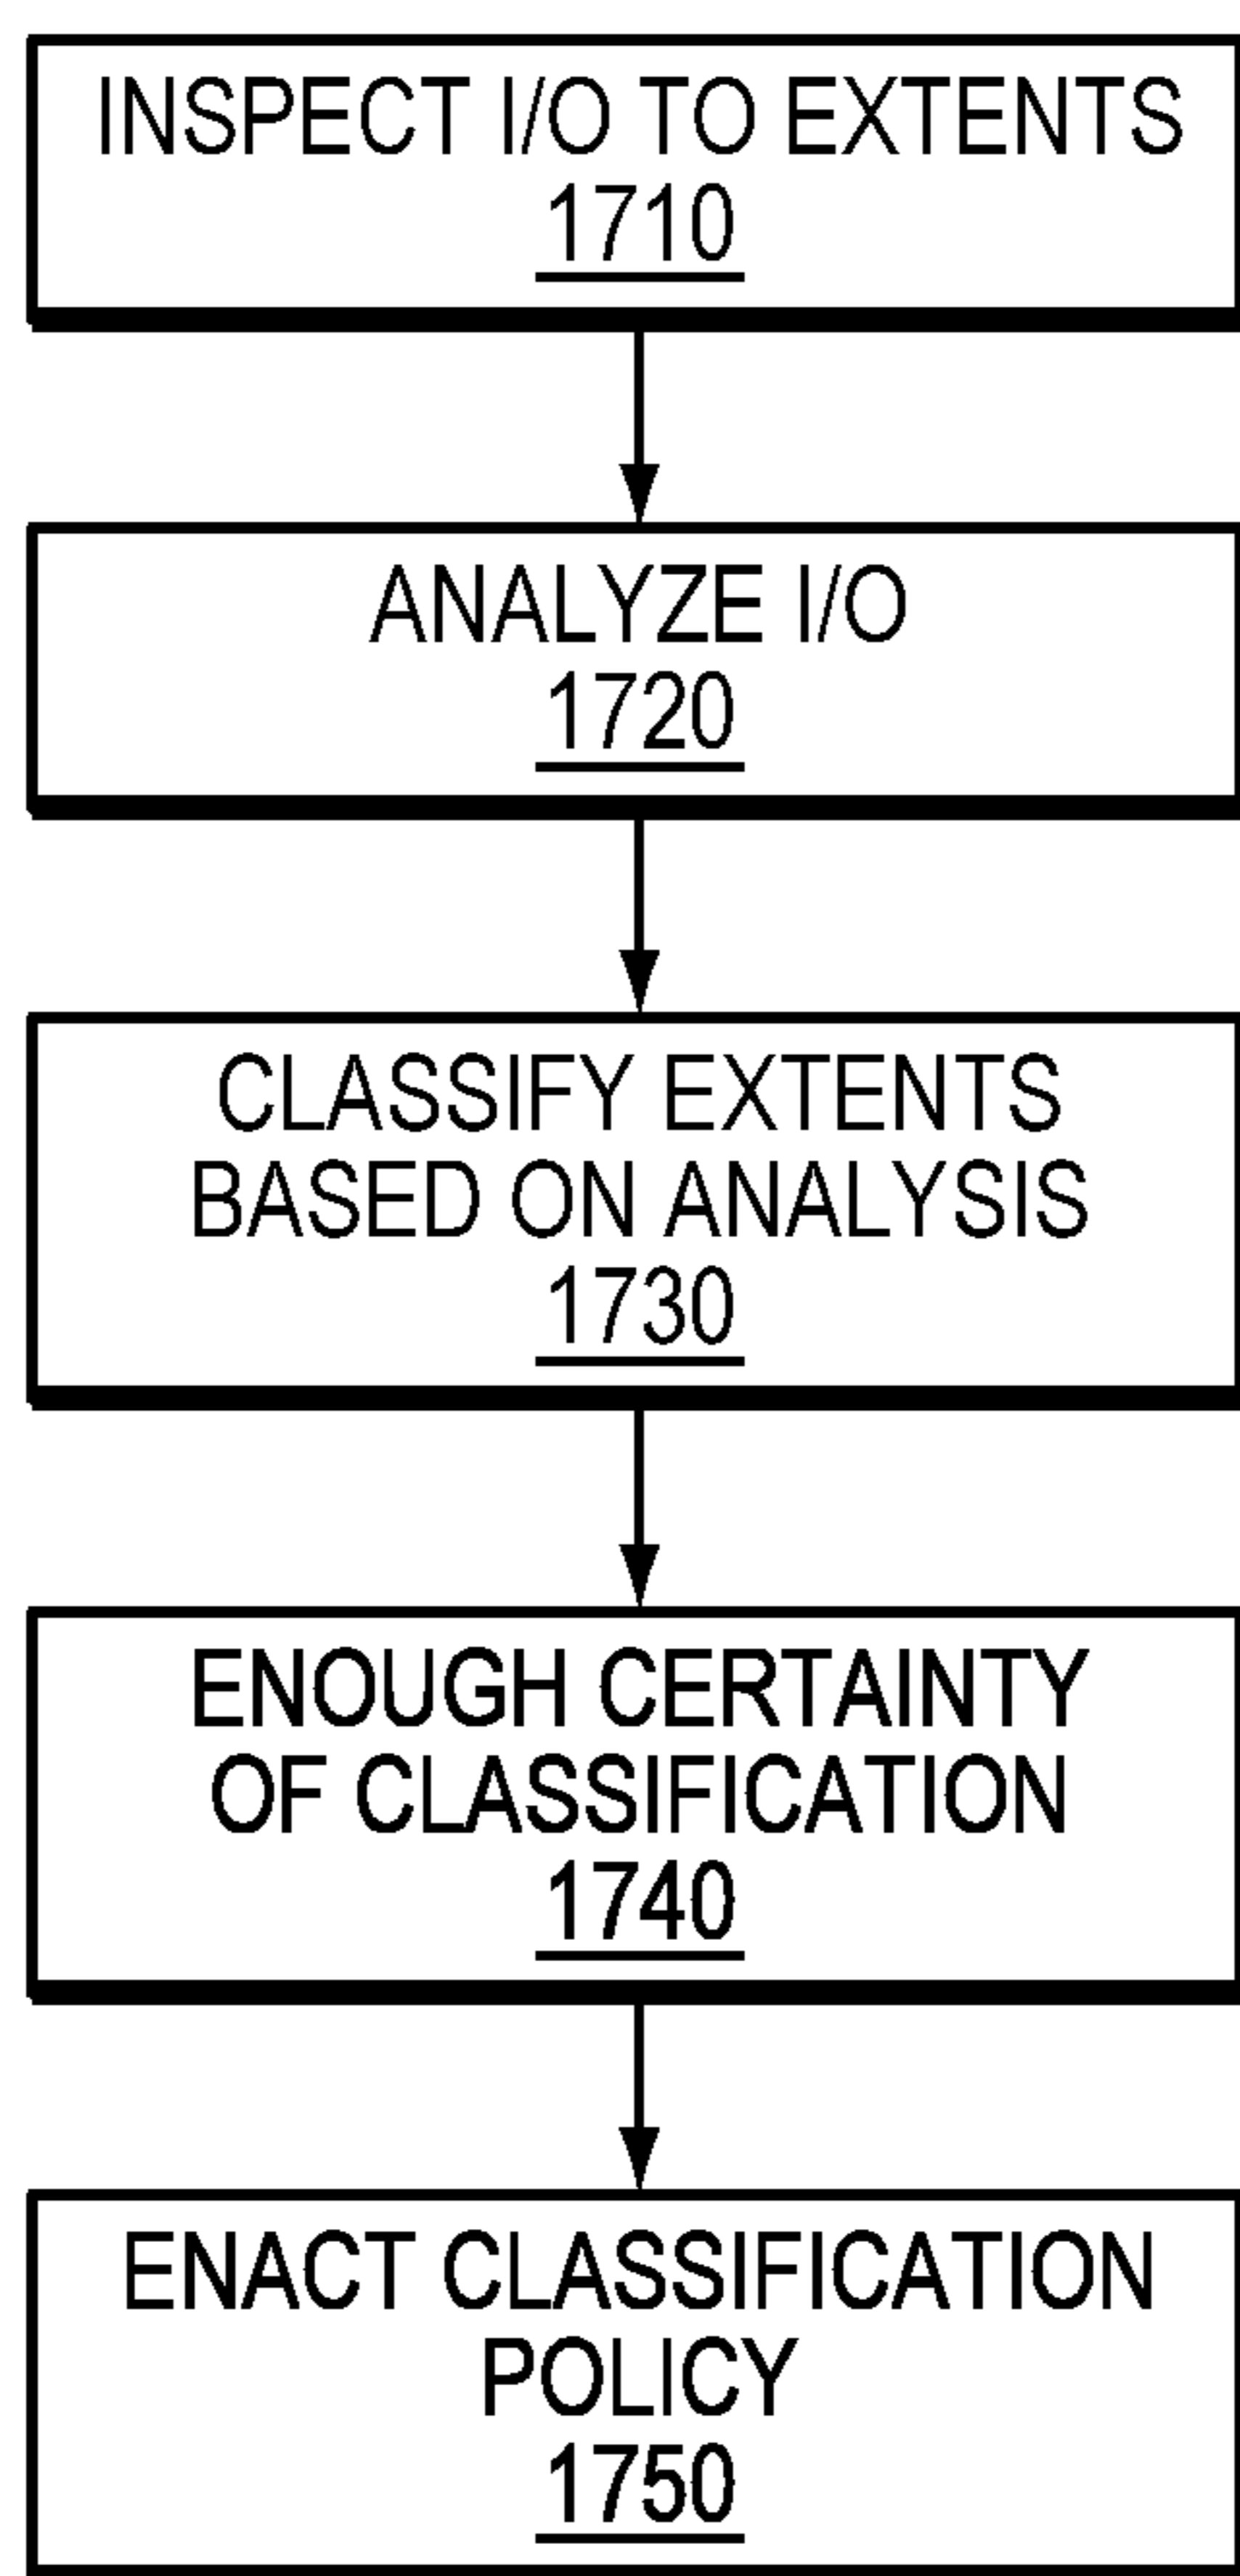 INSPECT I/O TO EXTENTS
1710
ANALYZE I/O
1720
CLASSIFY EXTENTS
BASED ON ANALYSIS
1730
ENOUGH CERTAINTY
OF CLASSIFICATION
1740
ENACT CLASSIFICATION
POLICY
1750